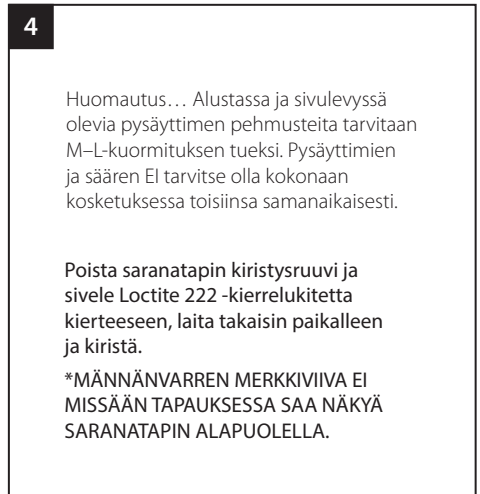 4
Huomautus… Alustassa ja sivulevyssä
olevia pysäyttimen pehmusteita tarvitaan
M–L-kuormituksen tueksi. Pysäyttimien
ja säären EI tarvitse olla kokonaan
kosketuksessa toisiinsa samanaikaisesti.
Poista saranatapin kiristysruuvi ja
sivele Loctite 222 -kierrelukitetta
kierteeseen, laita takaisin paikalleen
ja kiristä.
*MÄNNÄNVARREN MERKKIVIIVA EI
MISSÄÄN TAPAUKSESSA SAA NÄKYÄ
SARANATAPIN ALAPUOLELLA.